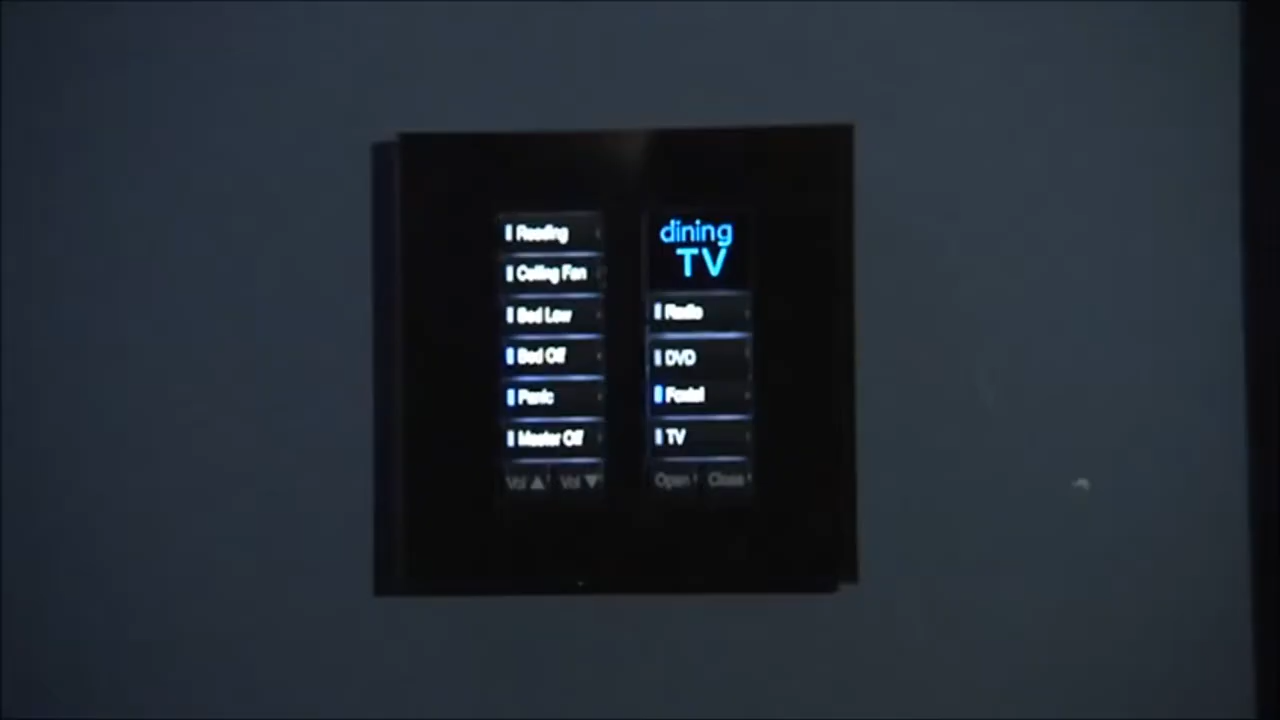 Reading
Ceiling Fan
Bed Low
Bed Off
Panic
Master Off
Vol ▲ Vol ▼
dining
TV
Radio
DVD
Foxtel
TV
Open Close